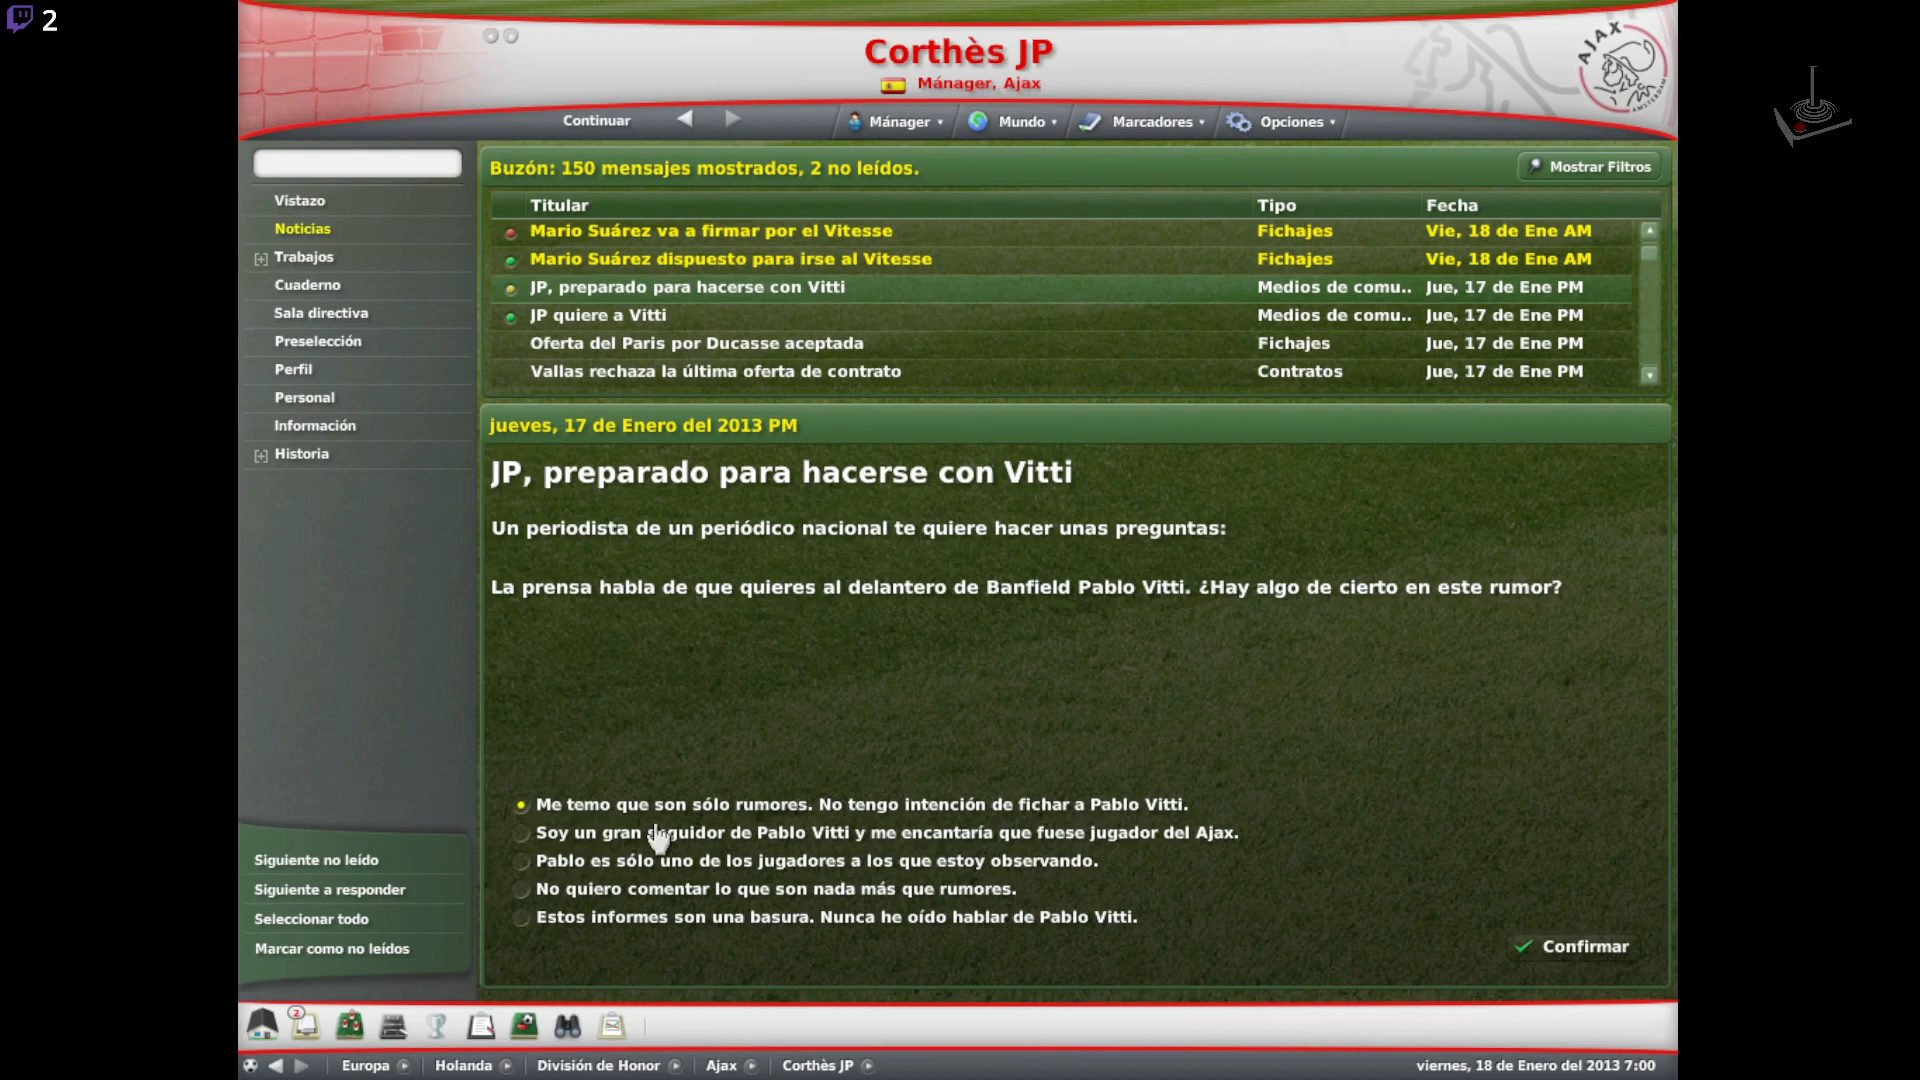 2
Corthès JP
Mánager, Ajax
AJAX
Continuar
Mánager
Mundo
Marcadores
Opciones
Buzón: 150 mensajes mostrados, 2 no leídos.
Mostrar Filtros
Vistazo
Noticias
Trabajos
Cuaderno
Sala directiva
Preselección
Perfil
Personal
Información
Historia
Titular Tipo Fecha
Mario Suárez va a firmar por el Vitesse Fichajes Vie, 18 de Ene AM
Mario Suárez dispuesto para irse al Vitesse Fichajes Vie, 18 de Ene AM
JP, preparado para hacerse con Vitti Medios de comu.. Jue, 17 de Ene PM
JP quiere a Vitti Medios de comu.. Jue, 17 de Ene PM
Oferta del Paris por Ducasse aceptada Fichajes Jue, 17 de Ene PM
Vallas rechaza la última oferta de contrato Contratos Jue, 17 de Ene PM
jueves, 17 de Enero del 2013 PM
JP, preparado para hacerse con Vitti
Un periodista de un periódico nacional te quiere hacer unas preguntas:
La prensa habla de que quieres al delantero de Banfield Pablo Vitti. ¿Hay algo de cierto en este rumor?
Me temo que son sólo rumores. No tengo intención de fichar a Pablo Vitti.
Soy un gran seguidor de Pablo Vitti y me encantaría que fuese jugador del Ajax.
Pablo es sólo uno de los jugadores a los que estoy observando.
No quiero comentar lo que son nada más que rumores.
Estos informes son una basura. Nunca he oído hablar de Pablo Vitti.
Confirmar
Siguiente no leído
Siguiente a responder
Seleccionar todo
Marcar como no leídos
2
Europa
Holanda
División de Honor
Ajax
Corthès JP
viernes, 18 de Enero del 2013 7:00